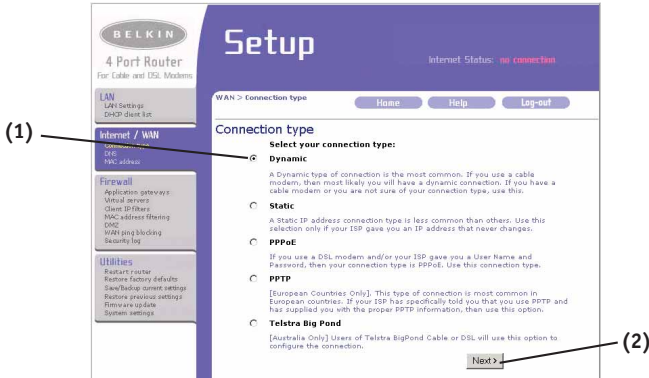 BELKIN
4 Port Router
For Cable and DSL Modems
Setup
Internet Status: no connection
LAN
LAN Settings
DHCP client list
Internet / WAN
Connection type
DNS
MAC address
Firewall
Application gateways
Virtual servers
Client IP filters
MAC address filtering
DMZ
WAN ping blocking
Security log
Utilities
Restart router
Restore factory defaults
Save/Backup current settings
Restore previous settings
Firmware update
System settings
WAN > Connection type
Home
Help
Log-out
Connection type
Select your connection type:
(1)
Dynamic
A Dynamic type of connection is the most common. If you use a cable
modem, then most likely you will have a dynamic connection. If you have a
cable modem or you are not sure of your connection type, use this.
Static
A Static IP address connection type is less common than others. Use this
selection only if your ISP gave you an IP address that never changes.
PPPoE
If you use a DSL modem and/or your ISP gave you a User Name and
Password, then your connection type is PPPoE. Use this connection type.
PPTP
[European Countries Only]. This type of connection is most common in
European countries. If your ISP has specifically told you that you use PPTP and
has supplied you with the proper PPTP information, then use this option.
Telstra Big Pond
[Australia Only] Users of Telstra BigPond Cable or DSL will use this option to
configure the connection.
Next >
(2)